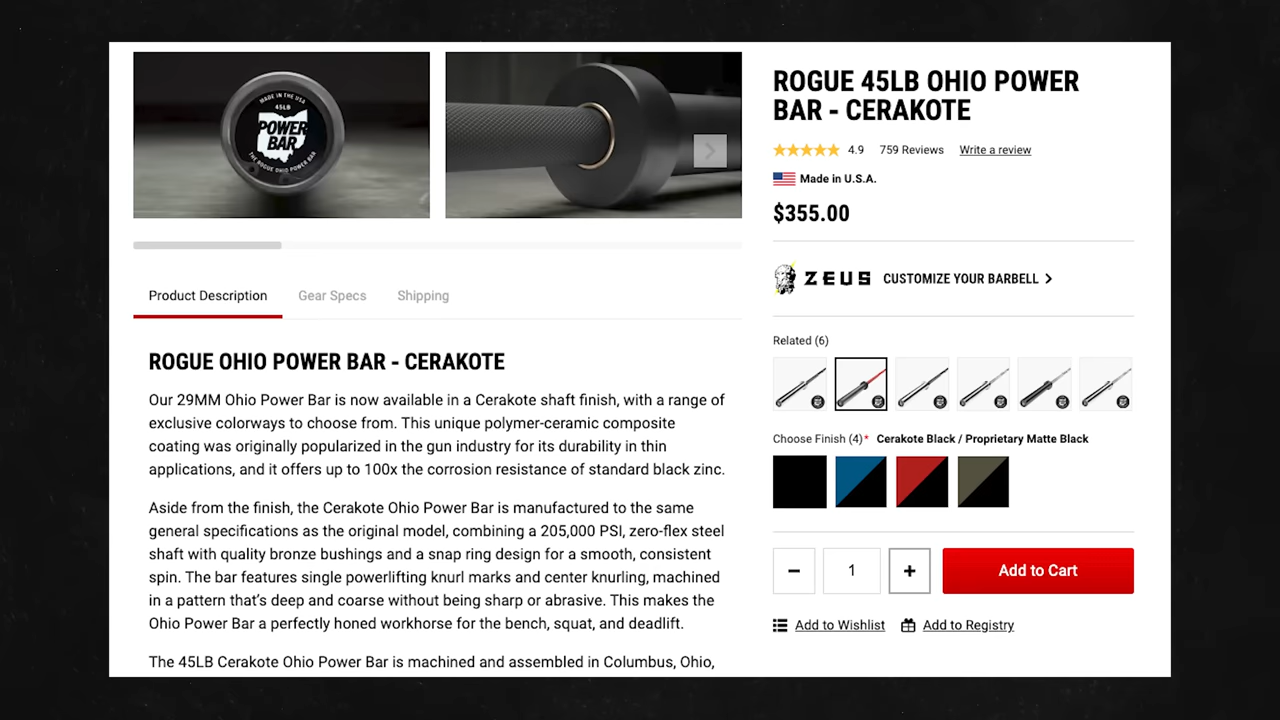 MADE IN THE USA
45LB
POWER
BAR
THE ROGUE OHIO POWER BAR
ROGUE 45LB OHIO POWER
BAR - CERAKOTE
4.9 759 Reviews Write a review
Made in U.S.A.
$355.00
ZEUS CUSTOMIZE YOUR BARBELL
Related (6)
Choose Finish (4)* Cerakote Black / Proprietary Matte Black
1
Add to Cart
Add to Wishlist Add to Registry
Product Description Gear Specs Shipping
ROGUE OHIO POWER BAR - CERAKOTE
Our 29MM Ohio Power Bar is now available in a Cerakote shaft finish, with a range of
exclusive colorways to choose from. This unique polymer-ceramic composite
coating was originally popularized in the gun industry for its durability in thin
applications, and it offers up to 100x the corrosion resistance of standard black zinc.
Aside from the finish, the Cerakote Ohio Power Bar is manufactured to the same
general specifications as the original model, combining a 205,000 PSI, zero-flex steel
shaft with quality bronze bushings and a snap ring design for a smooth, consistent
spin. The bar features single powerlifting knurl marks and center knurling, machined
in a pattern that's deep and coarse without being sharp or abrasive. This makes the
Ohio Power Bar a perfectly honed workhorse for the bench, squat, and deadlift.
The 45LB Cerakote Ohio Power Bar is machined and assembled in Columbus, Ohio,